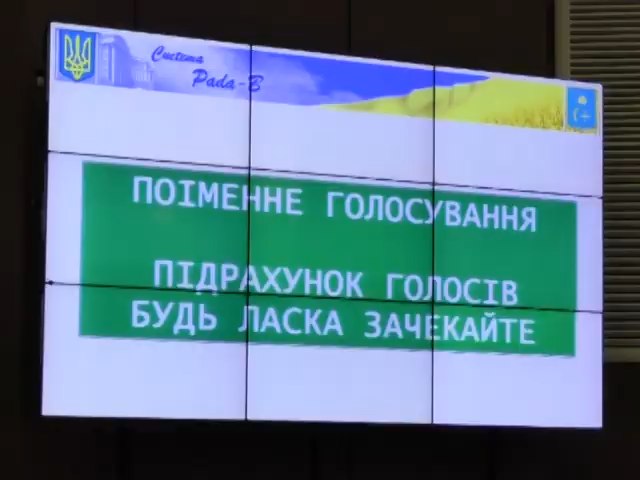 Система
Рада-В
ПОІМЕННЕ ГОЛОСУВАННЯ
ПІДРАХУНОК ГОЛОСІВ
БУДЬ ЛАСКА ЗАЧЕКАЙТЕ